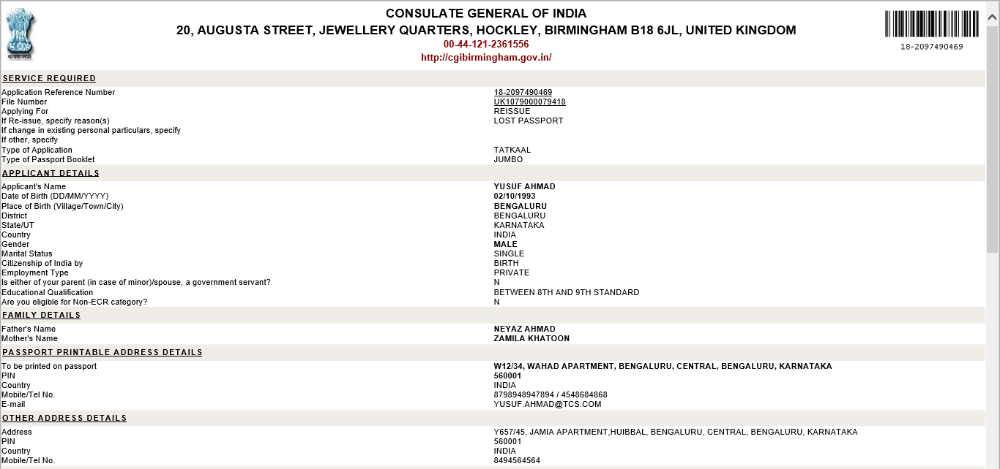 CONSULATE GENERAL OF INDIA
20, AUGUSTA STREET, JEWELLERY QUARTERS, HOCKLEY, BIRMINGHAM B18 6JL, UNITED KINGDOM
00-44-121-2361556
http://cgibirmingham.gov.in/
सत्यमेव जयते
18-2097490469
SERVICE REQUIRED
Application Reference Number 18-2097490469
File Number UK1079000079418
Applying For REISSUE
If Re-issue, specify reason(s) LOST PASSPORT
If change in existing personal particulars, specify
If other, specify
Type of Application TATKAAL
Type of Passport Booklet JUMBO
APPLICANT DETAILS
Applicant's Name YUSUF AHMAD
Date of Birth (DD/MM/YYYY) 02/10/1993
Place of Birth (Village/Town/City) BENGALURU
District BENGALURU
State/UT KARNATAKA
Country INDIA
Gender MALE
Marital Status SINGLE
Citizenship of India by BIRTH
Employment Type PRIVATE
Is either of your parent (in case of minor)/spouse, a government servant? N
Educational Qualification BETWEEN 8TH AND 9TH STANDARD
Are you eligible for Non-ECR category? N
FAMILY DETAILS
Father's Name NEYAZ AHMAD
Mother's Name ZAMILA KHATOON
PASSPORT PRINTABLE ADDRESS DETAILS
To be printed on passport W12/34, WAHAD APARTMENT, BENGALURU, CENTRAL, BENGALURU, KARNATAKA
PIN 560001
Country INDIA
Mobile/Tel No. 8798948947894 / 4548684868
E-mail YUSUF.AHMAD@TCS.COM
OTHER ADDRESS DETAILS
Address Y657/45, JAMIA APARTMENT,HUIBBAL, BENGALURU, CENTRAL, BENGALURU, KARNATAKA
PIN 560001
Country INDIA
Mobile/Tel No. 8494564564